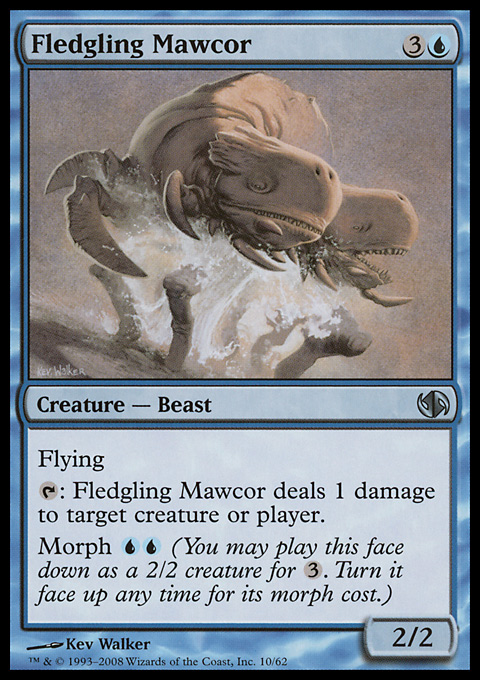 Fledgling Mawcor 3
KEV WALKER
Creature — Beast
Flying
: Fledgling Mawcor deals 1 damage
to target creature or player.
Morph (You may play this face
down as a 2/2 creature for 3. Turn it
face up any time for its morph cost.)
Kev Walker
2/2
™ & © 1993–2008 Wizards of the Coast, Inc. 10/62